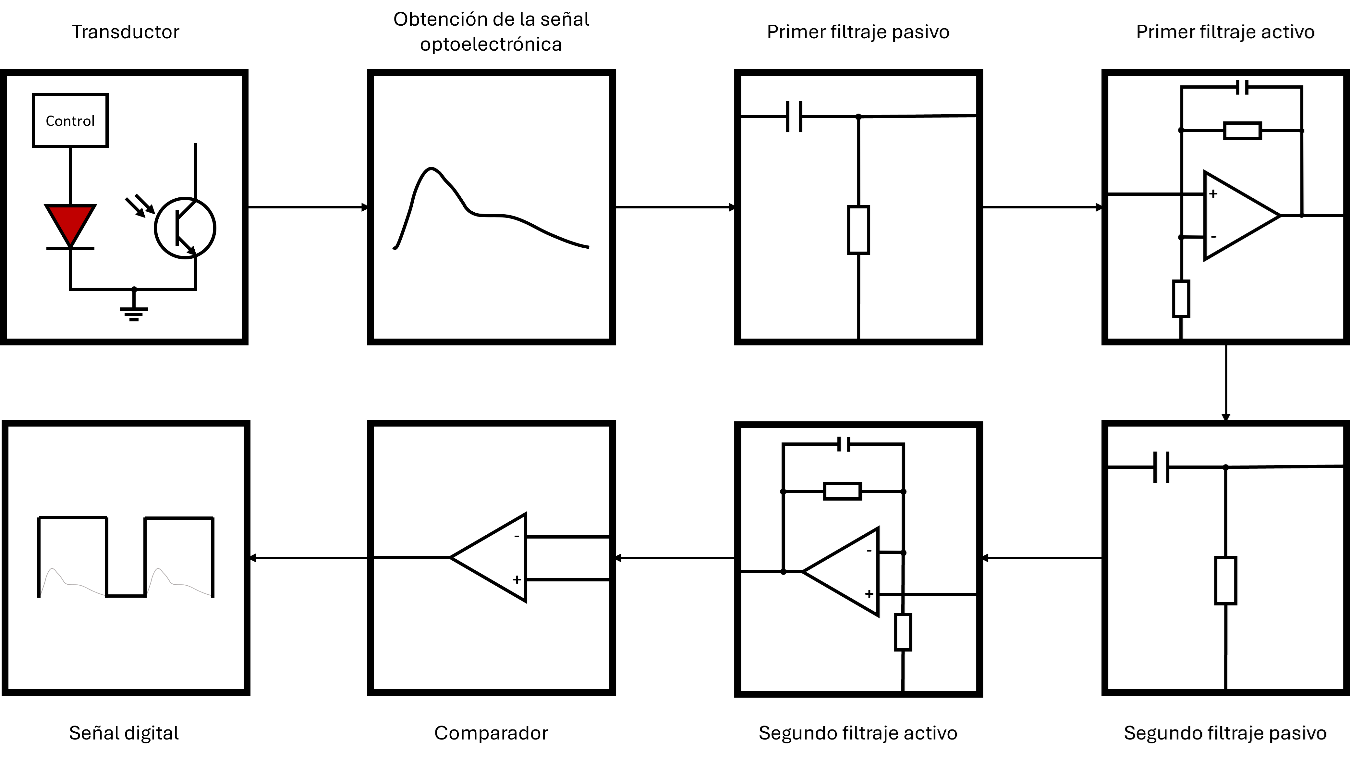 Transductor
Obtención de la señal
optoelectrónica
Primer filtraje pasivo
Primer filtraje activo
Control
+
-
-
+
-
+
Señal digital
Comparador
Segundo filtraje activo
Segundo filtraje pasivo